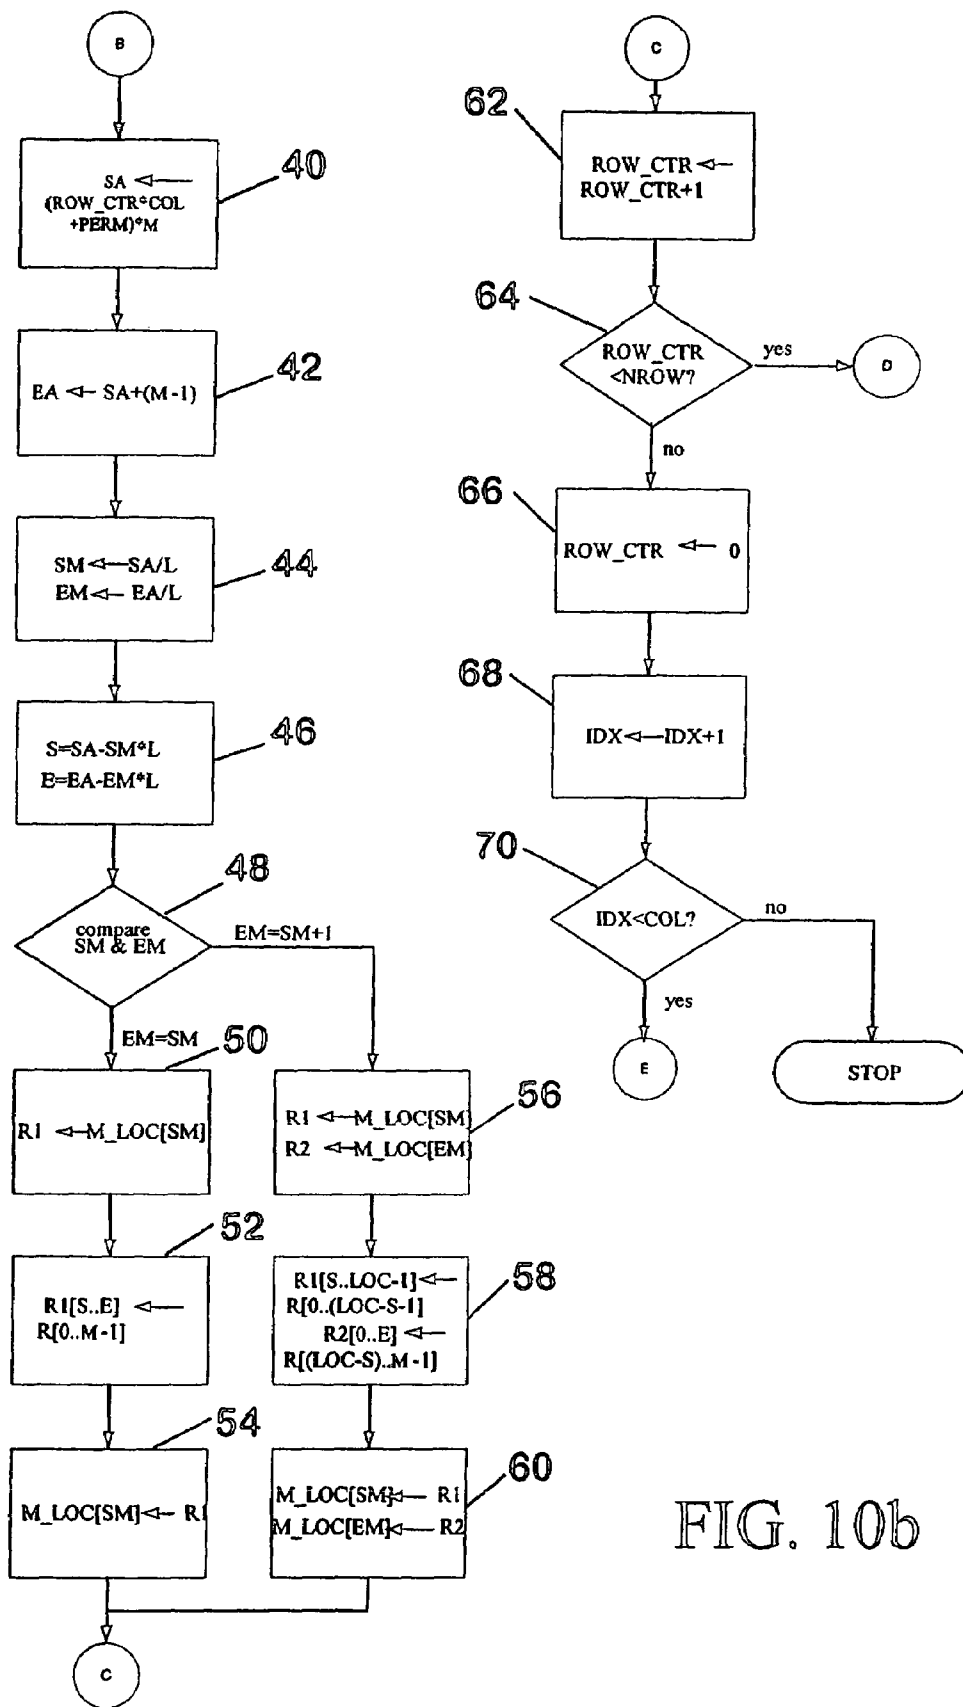 B
40
SA ←
(ROW_CTR*COL
+PERM)*M
42
EA ← SA+(M-1)
44
SM ← SA/L
EM ← EA/L
46
S=SA-SM*L
E=EA-EM*L
48
compare
SM & EM
EM=SM+1
EM=SM
50
R1 ← M_LOC[SM]
52
R1[S..E] ←
R[0..M-1]
54
M_LOC[SM] ← R1
56
R1 ← M_LOC[SM]
R2 ← M_LOC[EM]
58
R1[S..LOC-1] ←
R[0..(LOC-S-1]
R2[0..E] ←
R[(LOC-S)..M-1]
60
M_LOC[SM] ← R1
M_LOC[EM] ← R2
C
C
62
ROW_CTR ←
ROW_CTR+1
64
ROW_CTR
<NROW?
yes
D
no
66
ROW_CTR ← 0
68
IDX ← IDX+1
70
IDX<COL?
no
yes
E
STOP
FIG. 10b